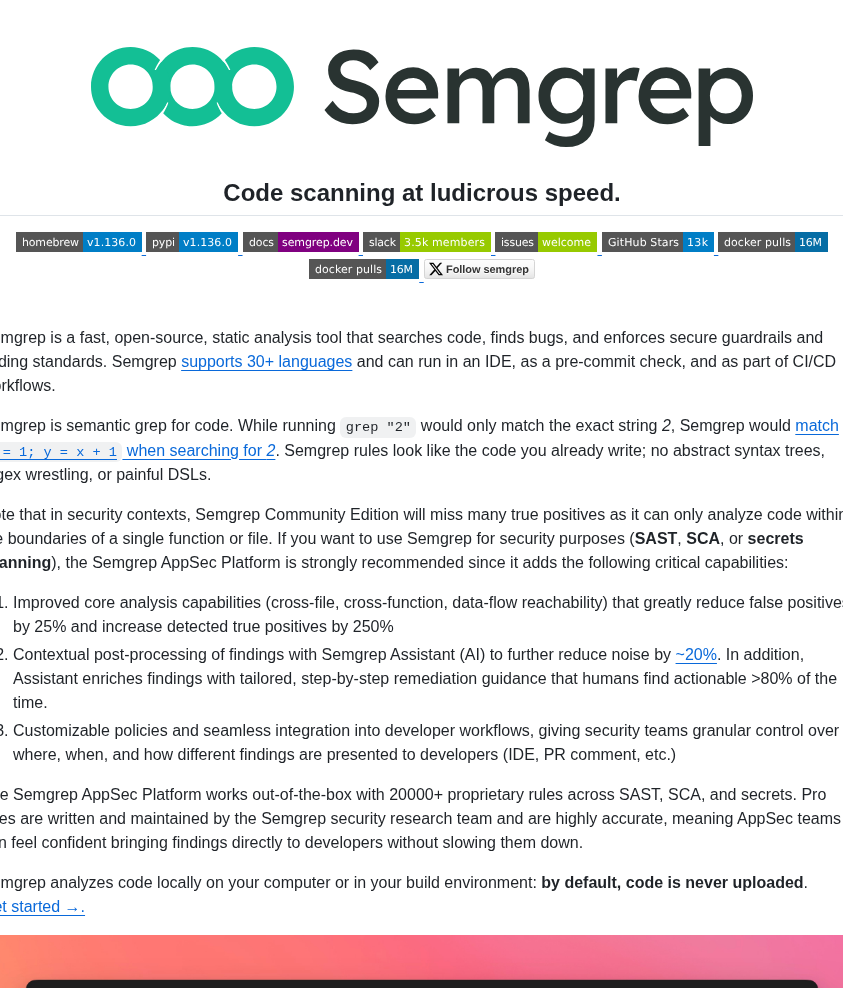 Semgrep
Code scanning at ludicrous speed.
homebrew v1.136.0 pypi v1.136.0 docs semgrep.dev slack 3.5k members issues welcome GitHub Stars 13k docker pulls 16M
docker pulls 16M Follow semgrep
mgrep is a fast, open-source, static analysis tool that searches code, finds bugs, and enforces secure guardrails and
ding standards. Semgrep supports 30+ languages and can run in an IDE, as a pre-commit check, and as part of CI/CD
rkflows.
mgrep is semantic grep for code. While running grep "2" would only match the exact string 2, Semgrep would match
= 1; y = x + 1 when searching for 2. Semgrep rules look like the code you already write; no abstract syntax trees,
gex wrestling, or painful DSLs.
te that in security contexts, Semgrep Community Edition will miss many true positives as it can only analyze code within
e boundaries of a single function or file. If you want to use Semgrep for security purposes (SAST, SCA, or secrets
anning), the Semgrep AppSec Platform is strongly recommended since it adds the following critical capabilities:
1. Improved core analysis capabilities (cross-file, cross-function, data-flow reachability) that greatly reduce false positives
by 25% and increase detected true positives by 250%
2. Contextual post-processing of findings with Semgrep Assistant (AI) to further reduce noise by ~20%. In addition,
Assistant enriches findings with tailored, step-by-step remediation guidance that humans find actionable >80% of the
time.
3. Customizable policies and seamless integration into developer workflows, giving security teams granular control over
where, when, and how different findings are presented to developers (IDE, PR comment, etc.)
e Semgrep AppSec Platform works out-of-the-box with 20000+ proprietary rules across SAST, SCA, and secrets. Pro
es are written and maintained by the Semgrep security research team and are highly accurate, meaning AppSec teams
n feel confident bringing findings directly to developers without slowing them down.
mgrep analyzes code locally on your computer or in your build environment: by default, code is never uploaded.
et started →.